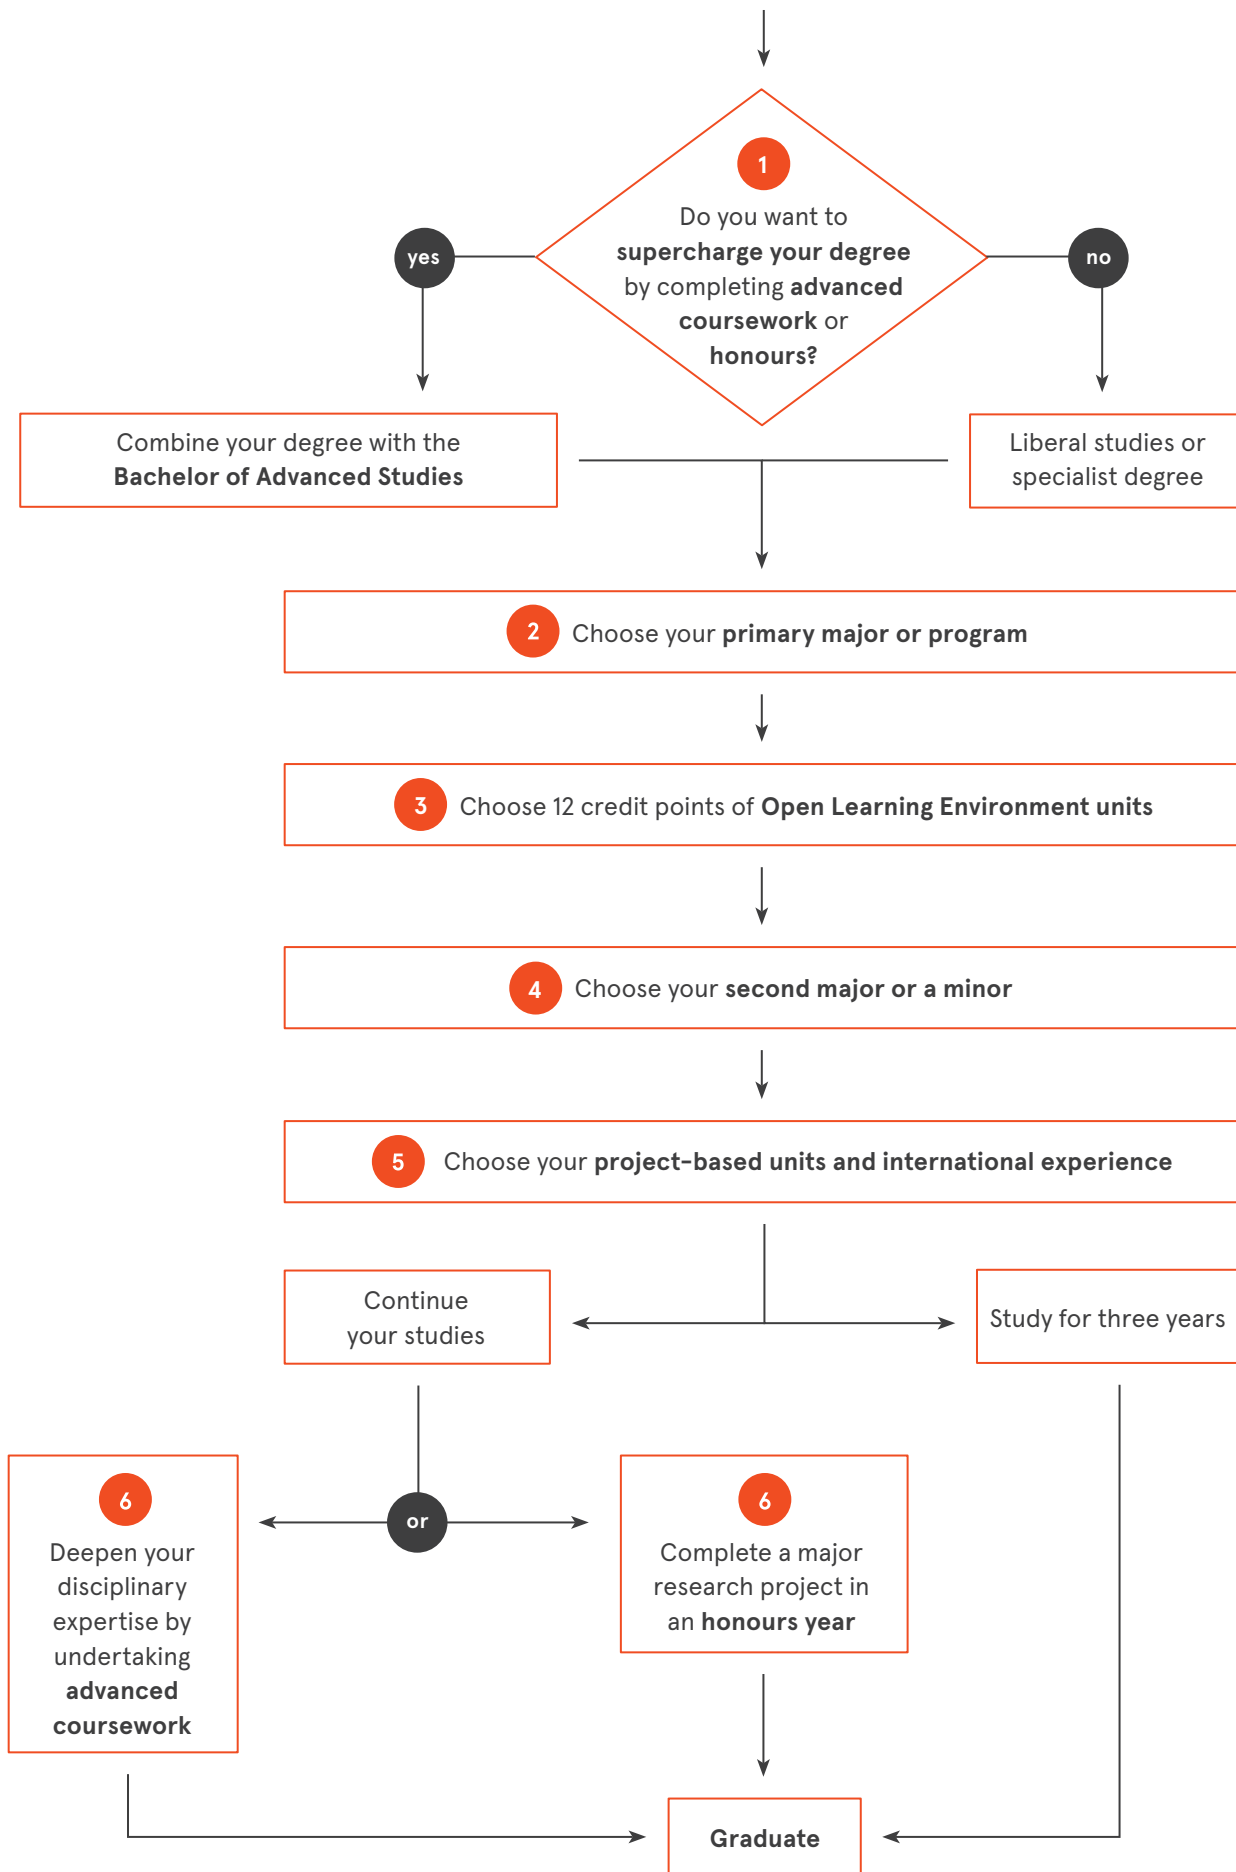 1
Do you want to
supercharge your degree
by completing advanced
coursework or
honours?
yes
no
Combine your degree with the
Bachelor of Advanced Studies
Liberal studies or
specialist degree
2 Choose your primary major or program
3 Choose 12 credit points of Open Learning Environment units
4 Choose your second major or a minor
5 Choose your project-based units and international experience
Continue
your studies
Study for three years
or
6
Deepen your
disciplinary
expertise by
undertaking
advanced
coursework
6
Complete a major
research project in
an honours year
Graduate